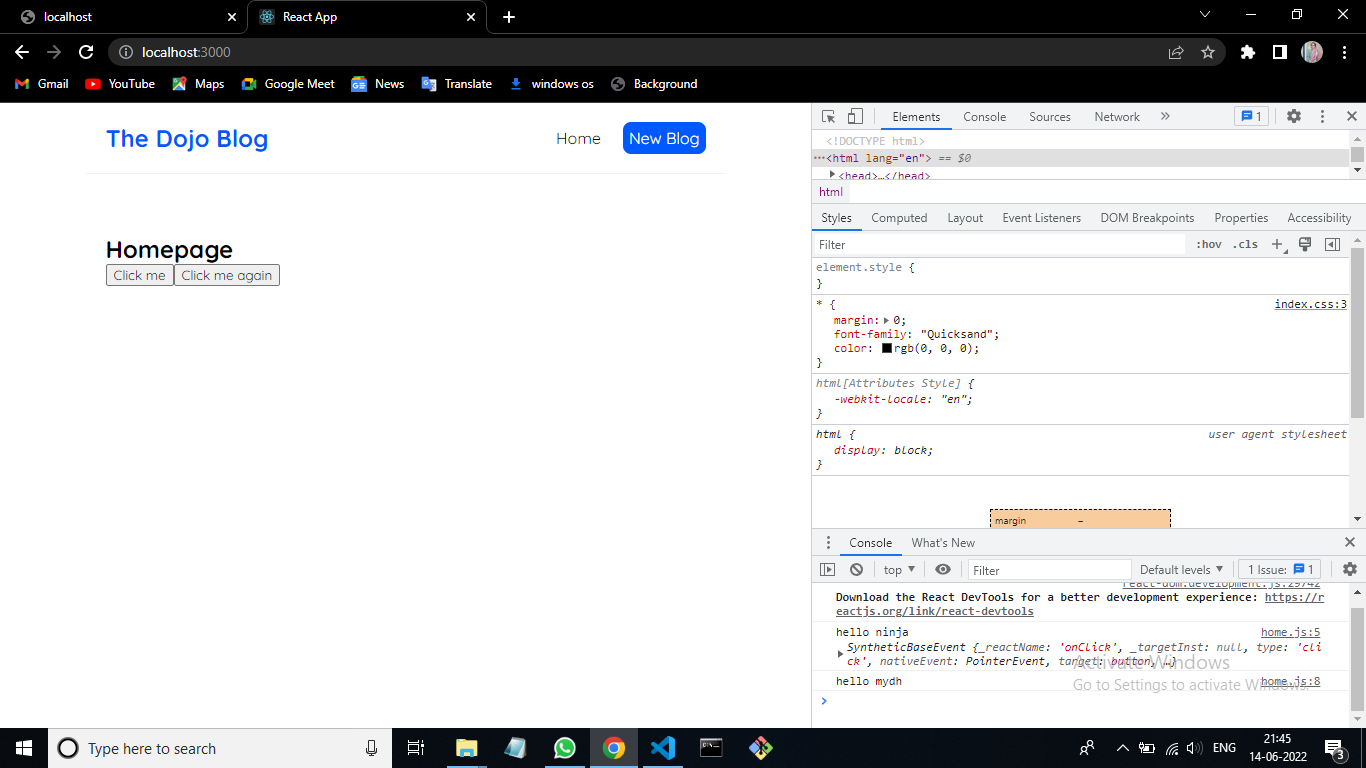 localhost
React App
localhost:3000
Gmail
YouTube
Maps
Google Meet
News
Translate
windows os
Background
The Dojo Blog
Home
New Blog
Homepage
Click me
Click me again
Elements
Console
Sources
Network
»
1
<!DOCTYPE html>
···<html lang="en"> == $0
<head>…</head>
html
Styles
Computed
Layout
Event Listeners
DOM Breakpoints
Properties
Accessibility
Filter
:hov
.cls
element.style {
}
* {
index.css:3
margin: 0;
font-family: "Quicksand";
color: rgb(0, 0, 0);
}
html[Attributes Style] {
-webkit-locale: "en";
}
html {
user agent stylesheet
display: block;
}
margin
–
Console
What's New
top
Filter
Default levels
1 Issue: 1
react-dom.development.js:29742
Download the React DevTools for a better development experience: https://r
eactjs.org/link/react-devtools
hello ninja
home.js:5
SyntheticBaseEvent {_reactName: 'onClick', _targetInst: null, type: 'cli
ck', nativeEvent: PointerEvent, target: button, …}
hello mydh
home.js:8
Activate Windows
Go to Settings to activate Windows.
Type here to search
ENG
21:45
14-06-2022
3